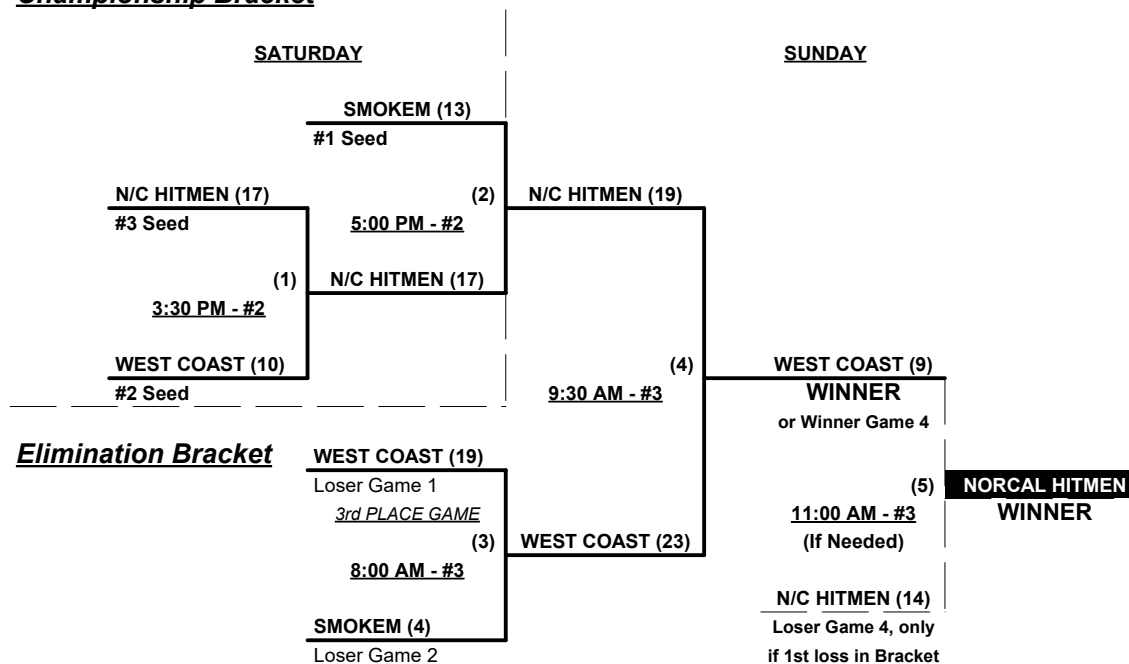 Championship Bracket
SATURDAY
SUNDAY
SMOKEM (13)
#1 Seed
N/C HITMEN (17)
(2)
N/C HITMEN (19)
#3 Seed
5:00 PM - #2
(1)
N/C HITMEN (17)
3:30 PM - #2
WEST COAST (10)
(4)
WEST COAST (9)
#2 Seed
9:30 AM - #3
WINNER
or Winner Game 4
Elimination Bracket
WEST COAST (19)
Loser Game 1
(5)
NORCAL HITMEN
3rd PLACE GAME
11:00 AM - #3
WINNER
(3)
WEST COAST (23)
(If Needed)
8:00 AM - #3
N/C HITMEN (14)
SMOKEM (4)
Loser Game 4, only
Loser Game 2
if 1st loss in Bracket